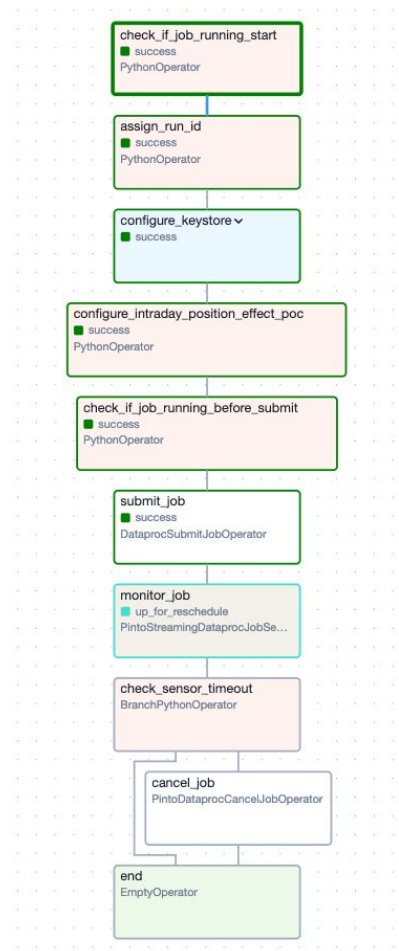 check_if_job_running_start
success
PythonOperator
assign_run_id
success
PythonOperator
configure_keystore
success
configure_intraday_position_effect_poc
success
PythonOperator
check_if_job_running_before_submit
success
PythonOperator
submit_job
success
DataprocSubmitJobOperator
monitor_job
up_for_reschedule
PintoStreamingDataprocJobSe...
check_sensor_timeout
BranchPythonOperator
cancel_job
PintoDataprocCancelJobOperator
end
EmptyOperator